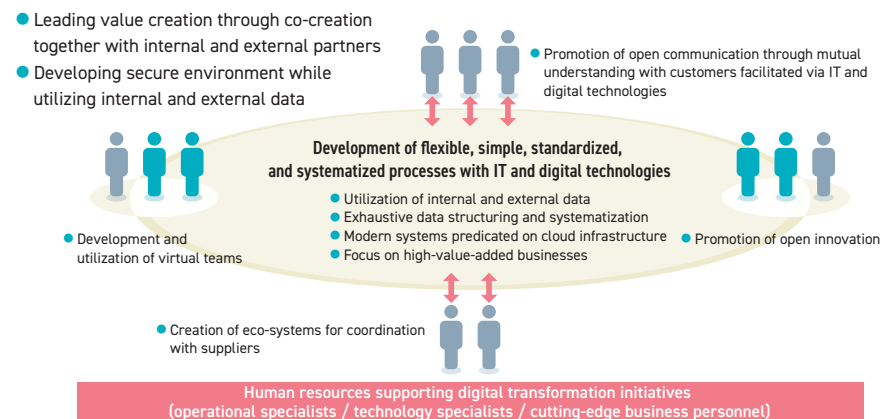 ● Leading value creation through co-creation
together with internal and external partners
● Developing secure environment while
utilizing internal and external data
● Promotion of open communication through mutual
understanding with customers facilitated via IT and
digital technologies
Development of flexible, simple, standardized,
and systematized processes with IT and digital technologies
● Utilization of internal and external data
● Exhaustive data structuring and systematization
● Modern systems predicated on cloud infrastructure
● Focus on high-value-added businesses
● Development and
utilization of virtual teams
● Promotion of open innovation
● Creation of eco-systems for coordination
with suppliers
Human resources supporting digital transformation initiatives
(operational specialists / technology specialists / cutting-edge business personnel)